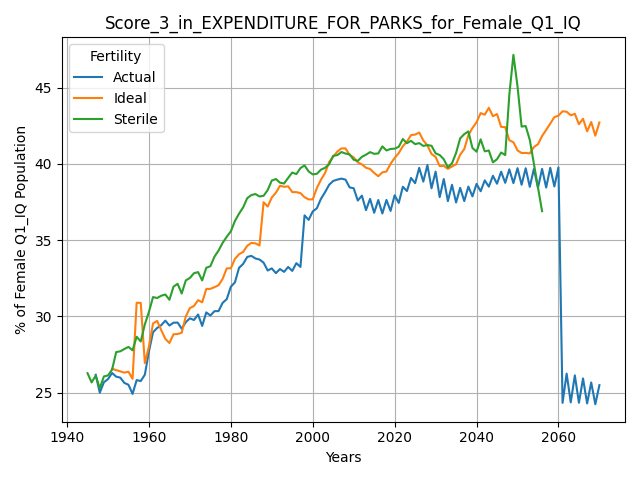 Score_3_in_EXPENDITURE_FOR_PARKS_for_Female_Q1_IQ
Fertility
Actual
Ideal
Sterile
45
40
35
30
25
% of Female Q1_IQ Population
1940
1960
1980
2000
2020
2040
2060
Years